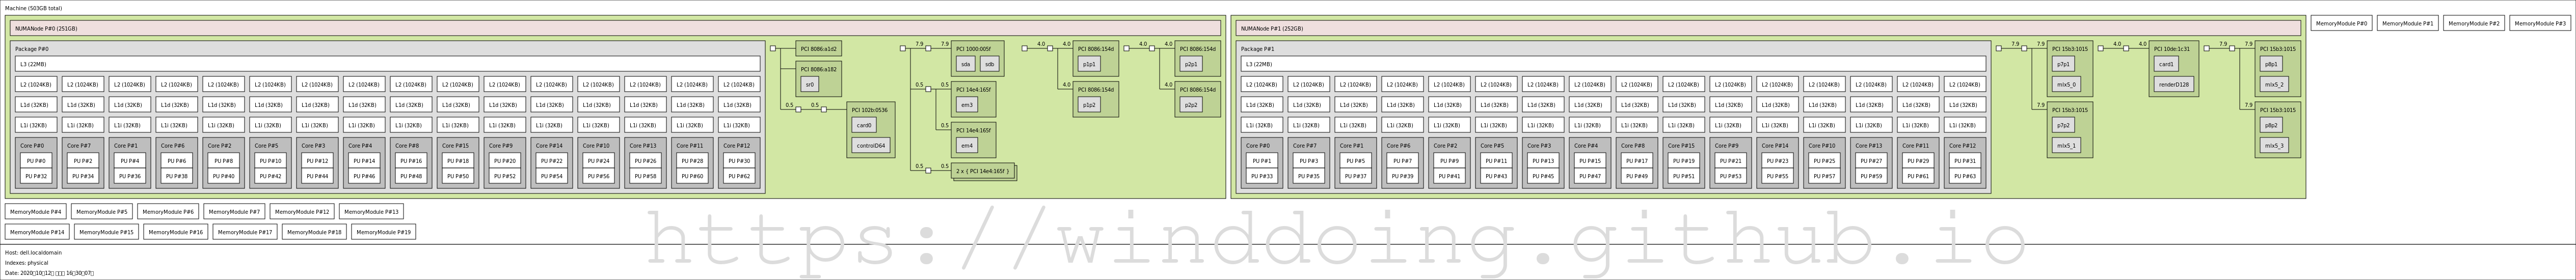 Machine (503GB total)
NUMANode P#0 (251GB)
Package P#0
L3 (22MB)
L2 (1024KB) L2 (1024KB) L2 (1024KB) L2 (1024KB) L2 (1024KB) L2 (1024KB) L2 (1024KB) L2 (1024KB) L2 (1024KB) L2 (1024KB) L2 (1024KB) L2 (1024KB) L2 (1024KB) L2 (1024KB) L2 (1024KB) L2 (1024KB)
L1d (32KB) L1d (32KB) L1d (32KB) L1d (32KB) L1d (32KB) L1d (32KB) L1d (32KB) L1d (32KB) L1d (32KB) L1d (32KB) L1d (32KB) L1d (32KB) L1d (32KB) L1d (32KB) L1d (32KB) L1d (32KB)
L1i (32KB) L1i (32KB) L1i (32KB) L1i (32KB) L1i (32KB) L1i (32KB) L1i (32KB) L1i (32KB) L1i (32KB) L1i (32KB) L1i (32KB) L1i (32KB) L1i (32KB) L1i (32KB) L1i (32KB) L1i (32KB)
Core P#0 Core P#7 Core P#1 Core P#6 Core P#2 Core P#5 Core P#3 Core P#4 Core P#8 Core P#15 Core P#9 Core P#14 Core P#10 Core P#13 Core P#11 Core P#12
PU P#0 PU P#2 PU P#4 PU P#6 PU P#8 PU P#10 PU P#12 PU P#14 PU P#16 PU P#18 PU P#20 PU P#22 PU P#24 PU P#26 PU P#28 PU P#30
PU P#32 PU P#34 PU P#36 PU P#38 PU P#40 PU P#42 PU P#44 PU P#46 PU P#48 PU P#50 PU P#52 PU P#54 PU P#56 PU P#58 PU P#60 PU P#62
PCI 8086:a1d2
PCI 8086:a182
sr0
0.5 0.5
PCI 102b:0536
card0
controlD64
7.9 7.9
PCI 1000:005f
sda sdb
0.5 0.5
PCI 14e4:165f
em3
0.5
PCI 14e4:165f
em4
0.5 0.5
2 x { PCI 14e4:165f }
4.0 4.0
PCI 8086:154d
p1p1
4.0
PCI 8086:154d
p1p2
4.0 4.0
PCI 8086:154d
p2p1
4.0
PCI 8086:154d
p2p2
NUMANode P#1 (252GB)
Package P#1
L3 (22MB)
L2 (1024KB) L2 (1024KB) L2 (1024KB) L2 (1024KB) L2 (1024KB) L2 (1024KB) L2 (1024KB) L2 (1024KB) L2 (1024KB) L2 (1024KB) L2 (1024KB) L2 (1024KB) L2 (1024KB) L2 (1024KB) L2 (1024KB) L2 (1024KB)
L1d (32KB) L1d (32KB) L1d (32KB) L1d (32KB) L1d (32KB) L1d (32KB) L1d (32KB) L1d (32KB) L1d (32KB) L1d (32KB) L1d (32KB) L1d (32KB) L1d (32KB) L1d (32KB) L1d (32KB) L1d (32KB)
L1i (32KB) L1i (32KB) L1i (32KB) L1i (32KB) L1i (32KB) L1i (32KB) L1i (32KB) L1i (32KB) L1i (32KB) L1i (32KB) L1i (32KB) L1i (32KB) L1i (32KB) L1i (32KB) L1i (32KB) L1i (32KB)
Core P#0 Core P#7 Core P#1 Core P#6 Core P#2 Core P#5 Core P#3 Core P#4 Core P#8 Core P#15 Core P#9 Core P#14 Core P#10 Core P#13 Core P#11 Core P#12
PU P#1 PU P#3 PU P#5 PU P#7 PU P#9 PU P#11 PU P#13 PU P#15 PU P#17 PU P#19 PU P#21 PU P#23 PU P#25 PU P#27 PU P#29 PU P#31
PU P#33 PU P#35 PU P#37 PU P#39 PU P#41 PU P#43 PU P#45 PU P#47 PU P#49 PU P#51 PU P#53 PU P#55 PU P#57 PU P#59 PU P#61 PU P#63
7.9 7.9
PCI 15b3:1015
p7p1
mlx5_0
7.9
PCI 15b3:1015
p7p2
mlx5_1
4.0 4.0
PCI 10de:1c31
card1
renderD128
7.9 7.9
PCI 15b3:1015
p8p1
mlx5_2
7.9
PCI 15b3:1015
p8p2
mlx5_3
MemoryModule P#0 MemoryModule P#1 MemoryModule P#2 MemoryModule P#3
MemoryModule P#4 MemoryModule P#5 MemoryModule P#6 MemoryModule P#7 MemoryModule P#12 MemoryModule P#13
MemoryModule P#14 MemoryModule P#15 MemoryModule P#16 MemoryModule P#17 MemoryModule P#18 MemoryModule P#19
https://winddoing.github.io
Host: dell.localdomain
Indexes: physical
Date: 2020 10 12 16 30 07